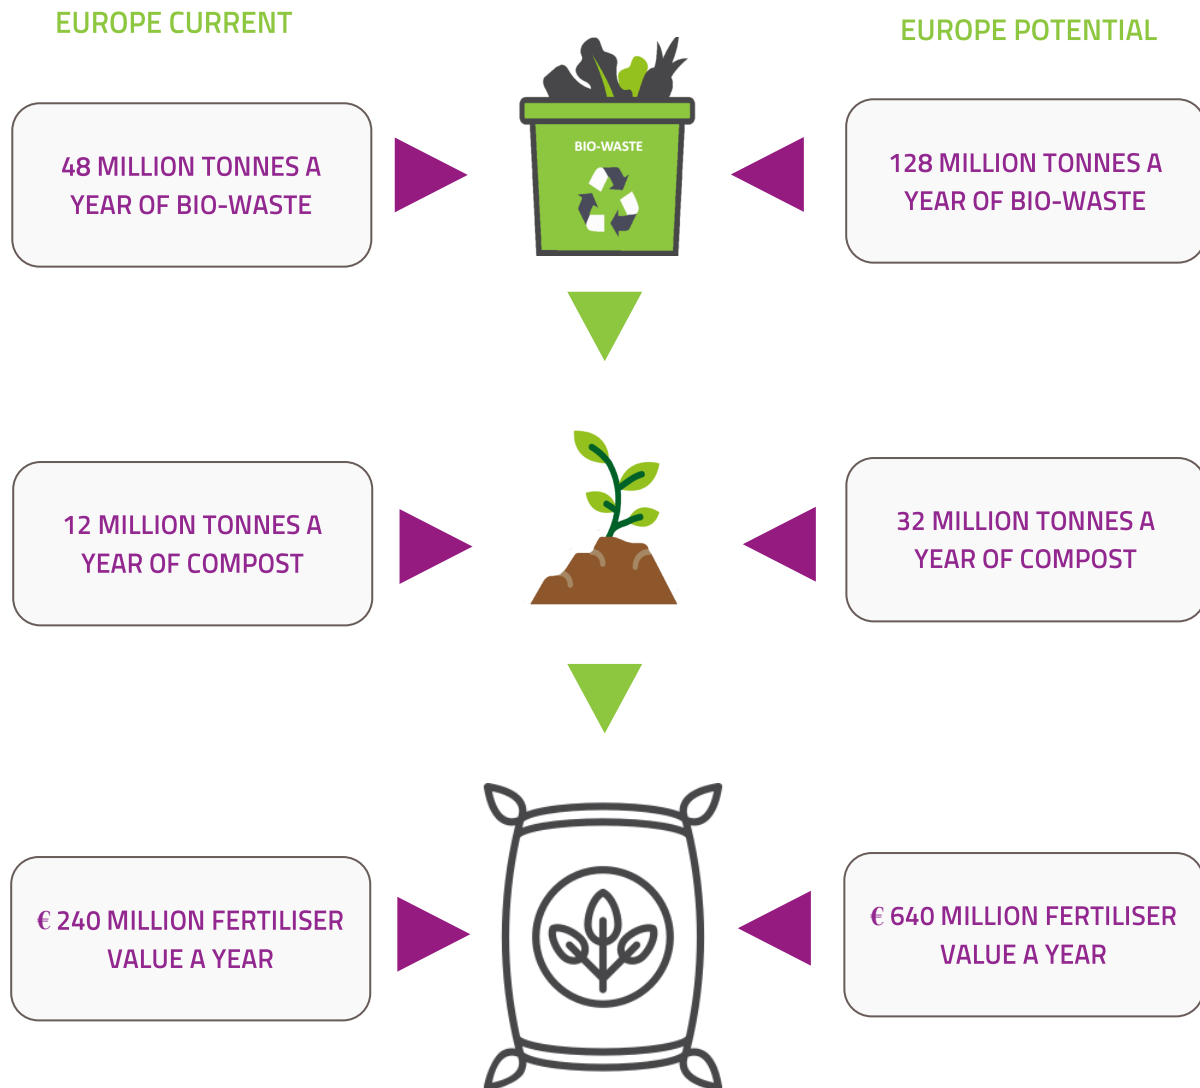 EUROPE CURRENT
EUROPE POTENTIAL
48 MILLION TONNES A
YEAR OF BIO-WASTE
BIO-WASTE
128 MILLION TONNES A
YEAR OF BIO-WASTE
12 MILLION TONNES A
YEAR OF COMPOST
32 MILLION TONNES A
YEAR OF COMPOST
€ 240 MILLION FERTILISER
VALUE A YEAR
€ 640 MILLION FERTILISER
VALUE A YEAR